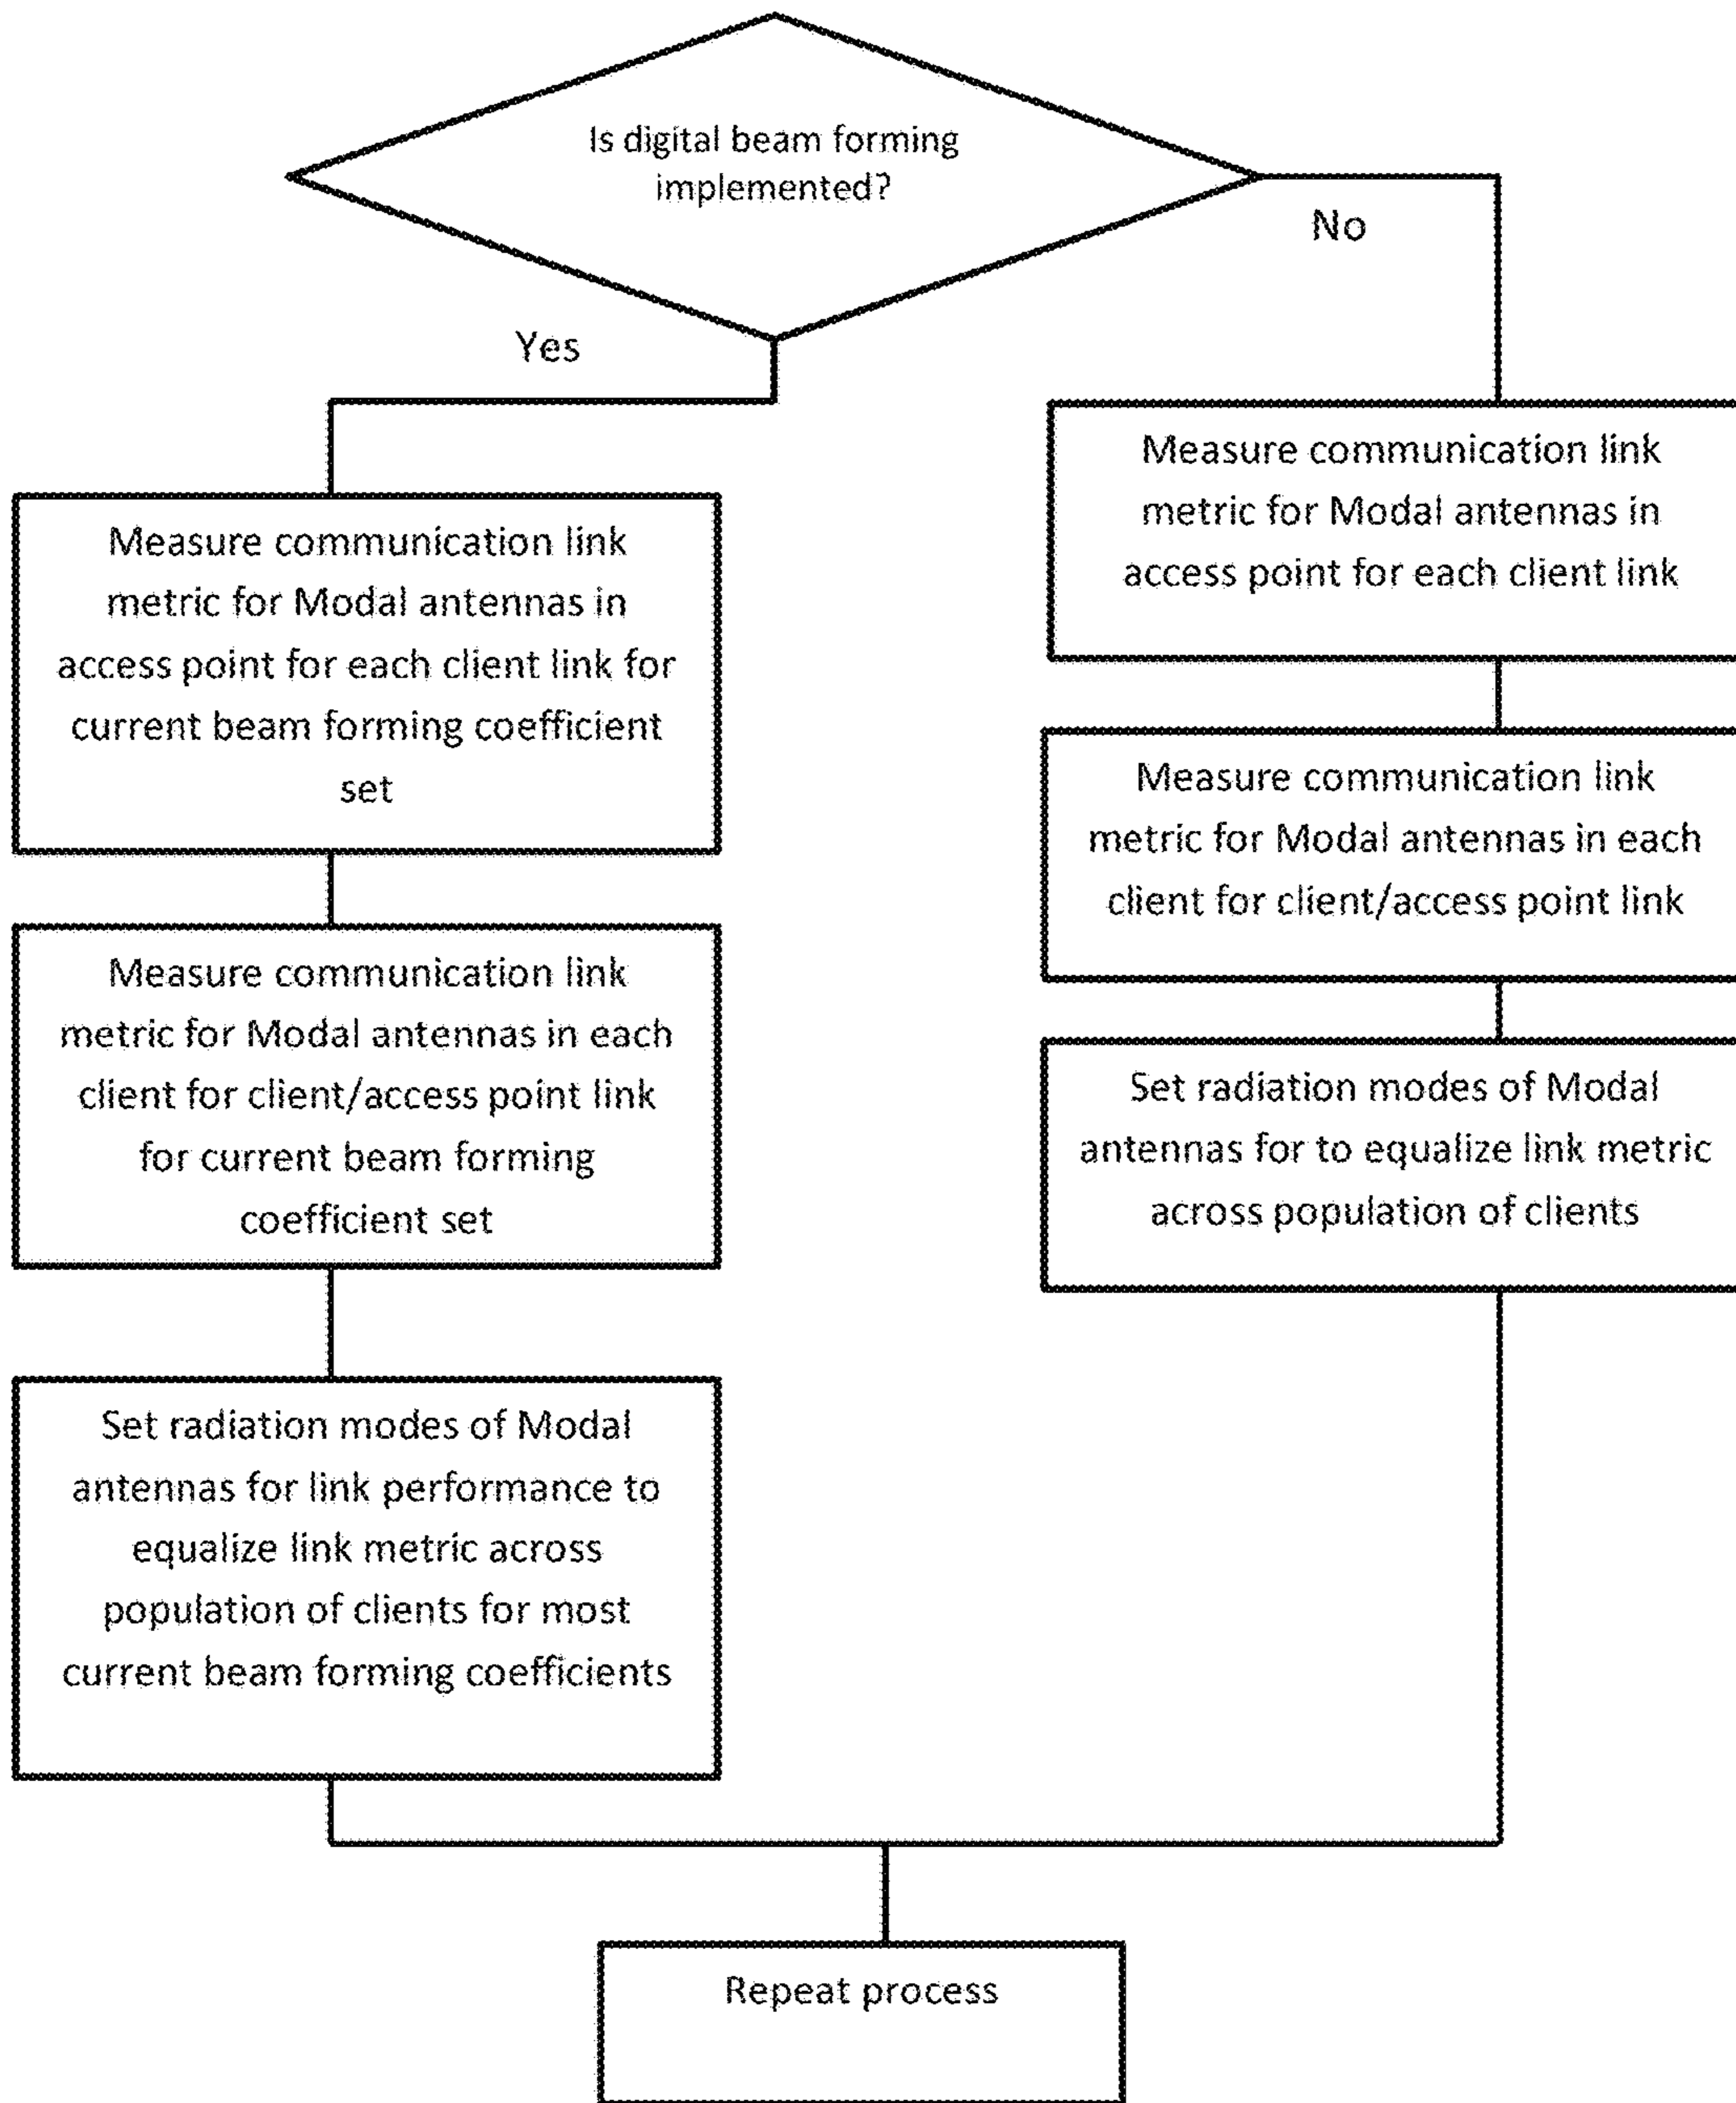 Is digital beam forming
implemented?
No
Yes
Measure communication link
metric for Modal antennas in
access point for each client link for
current beam forming coefficient
set
Measure communication link
metric for Modal antennas in each
client for client/access point link
for current beam forming
coefficient set
Set radiation modes of Modal
antennas for link performance to
equalize link metric across
population of clients for most
current beam forming coefficients
Measure communication link
metric for Modal antennas in
access point for each client link
Measure communication link
metric for Modal antennas in each
client for client/access point link
Set radiation modes of Modal
antennas for to equalize link metric
across population of clients
Repeat process